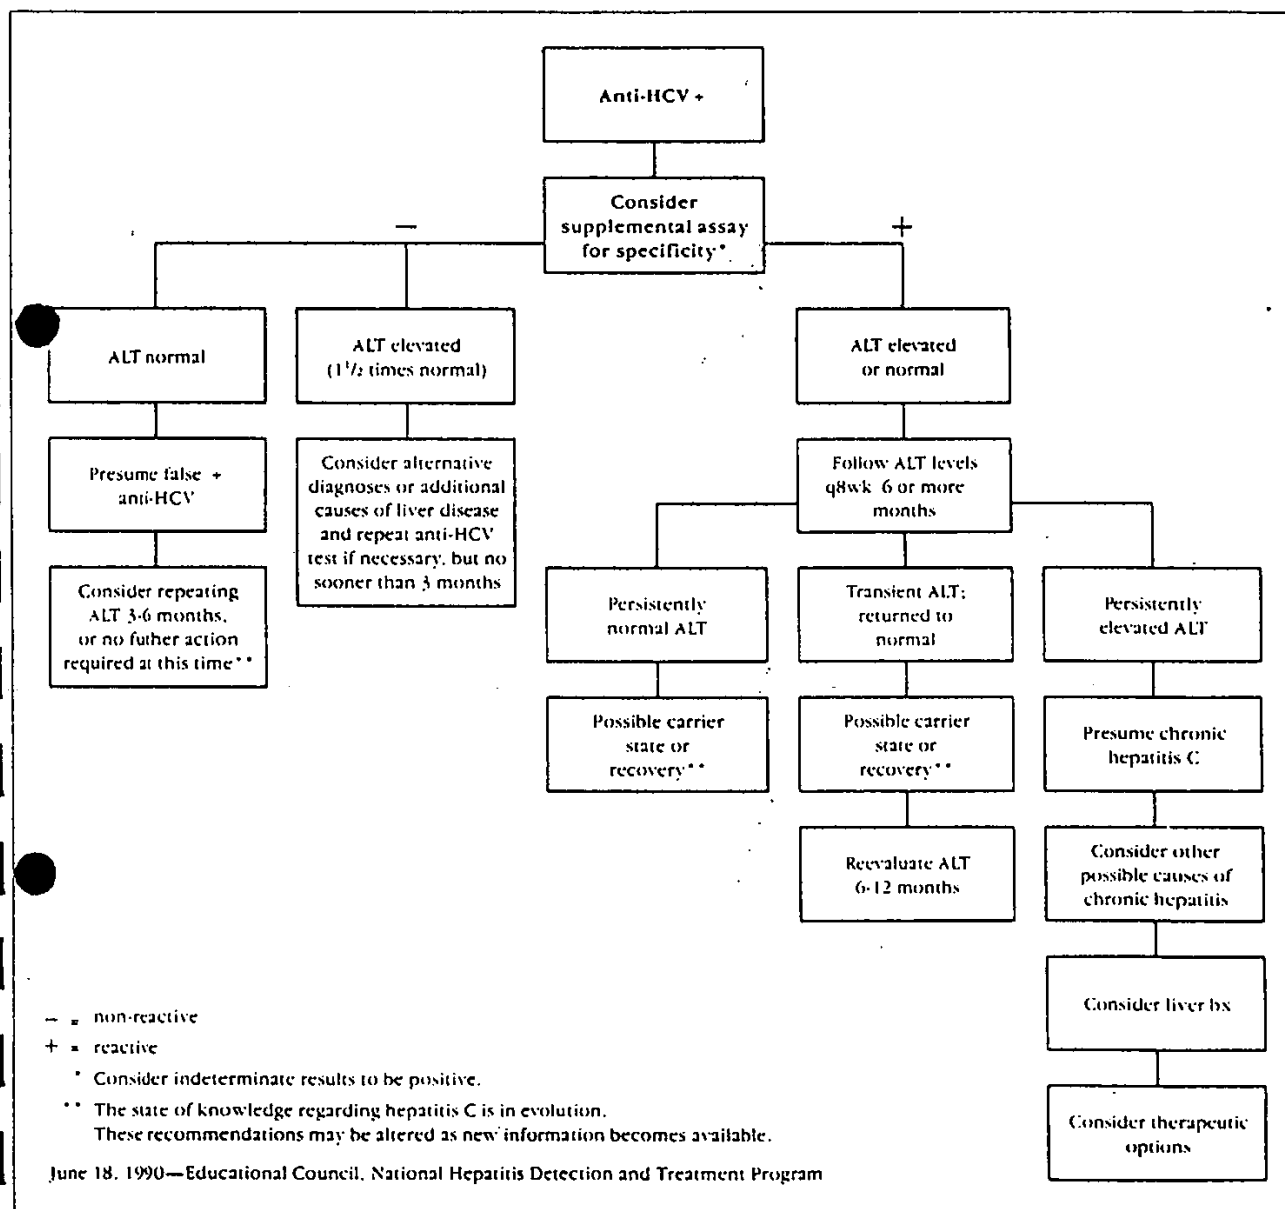 Anti-HCV +
Consider
supplemental assay
for specificity*
−
+
ALT normal
ALT elevated
(1 1/2 times normal)
ALT elevated
or normal
Presume false +
anti-HCV
Consider alternative
diagnoses or additional
causes of liver disease
and repeat anti-HCV
test if necessary, but no
sooner than 3 months
Follow ALT levels
q8wk 6 or more
months
Consider repeating
ALT 3-6 months,
or no futher action
required at this time**
Persistently
normal ALT
Transient ALT;
returned to
normal
Persistently
elevated ALT
Possible carrier
state or
recovery**
Possible carrier
state or
recovery**
Presume chronic
hepatitis C
Reevaluate ALT
6-12 months
Consider other
possible causes of
chronic hepatitis
Consider liver bx
Consider therapeutic
options
− = non-reactive
+ = reactive
* Consider indeterminate results to be positive.
** The state of knowledge regarding hepatitis C is in evolution.
These recommendations may be altered as new information becomes available.
June 18, 1990—Educational Council, National Hepatitis Detection and Treatment Program